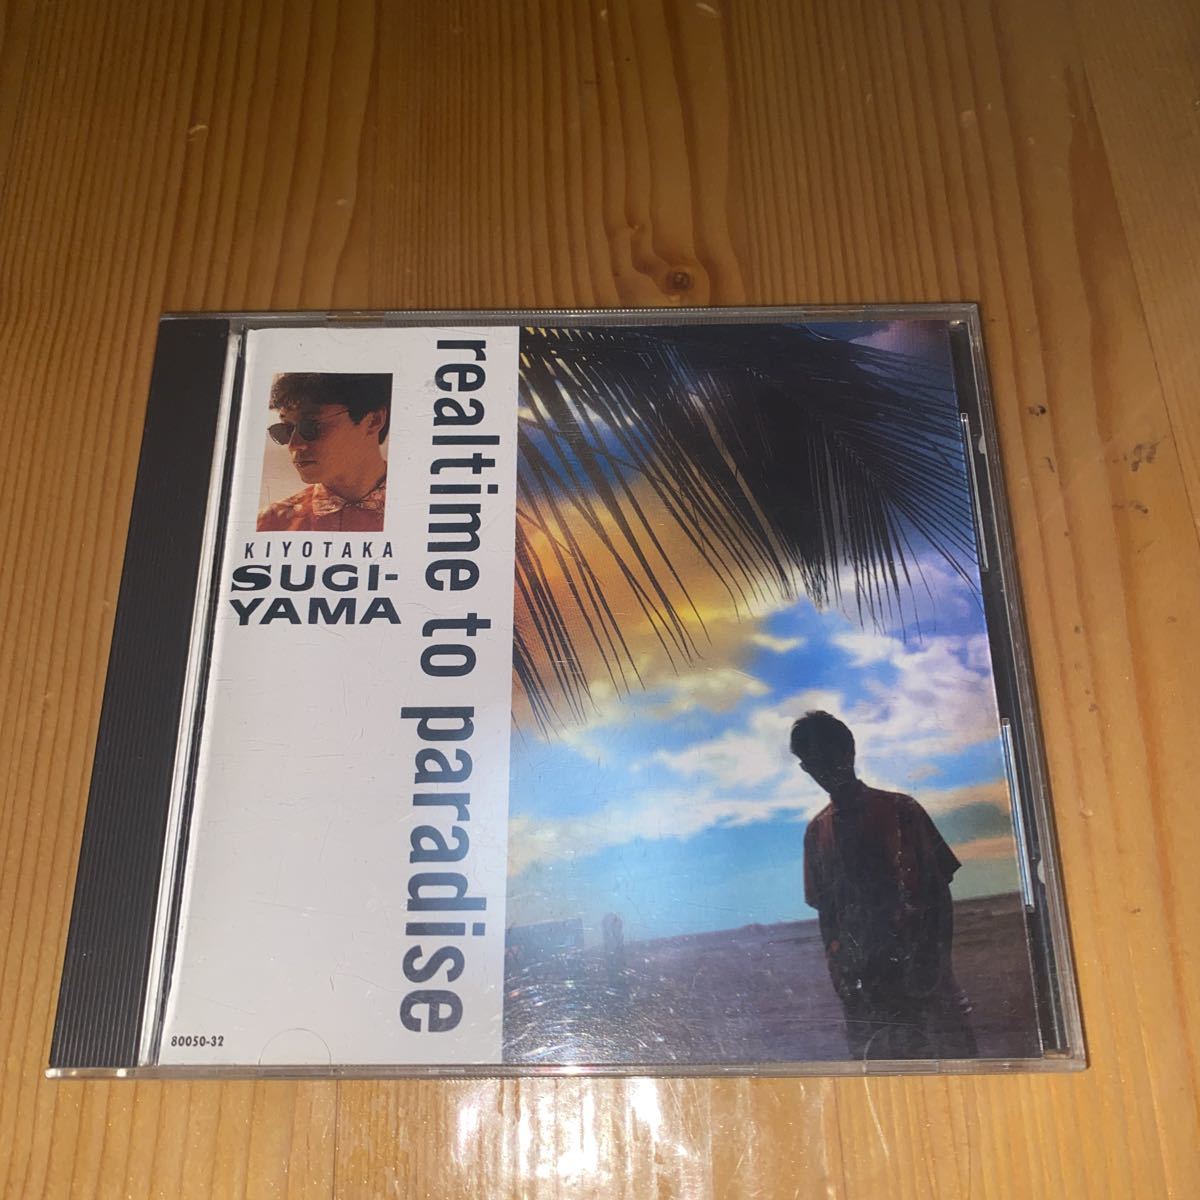 KIYOTAKA
SUGI-
YAMA
realtime to paradise
80050-32